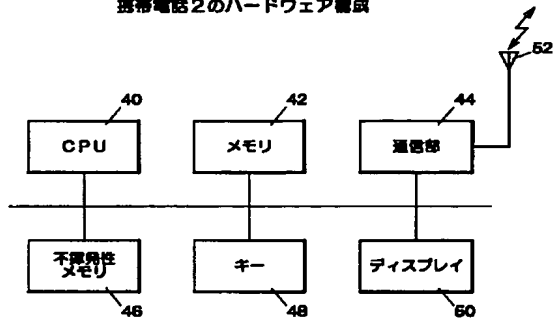 携帯電話2のハードウェア構成
52
40
42
44
CPU
メモリ
通信部
不揮発性
メモリ
キー
ディスプレイ
46
48
50